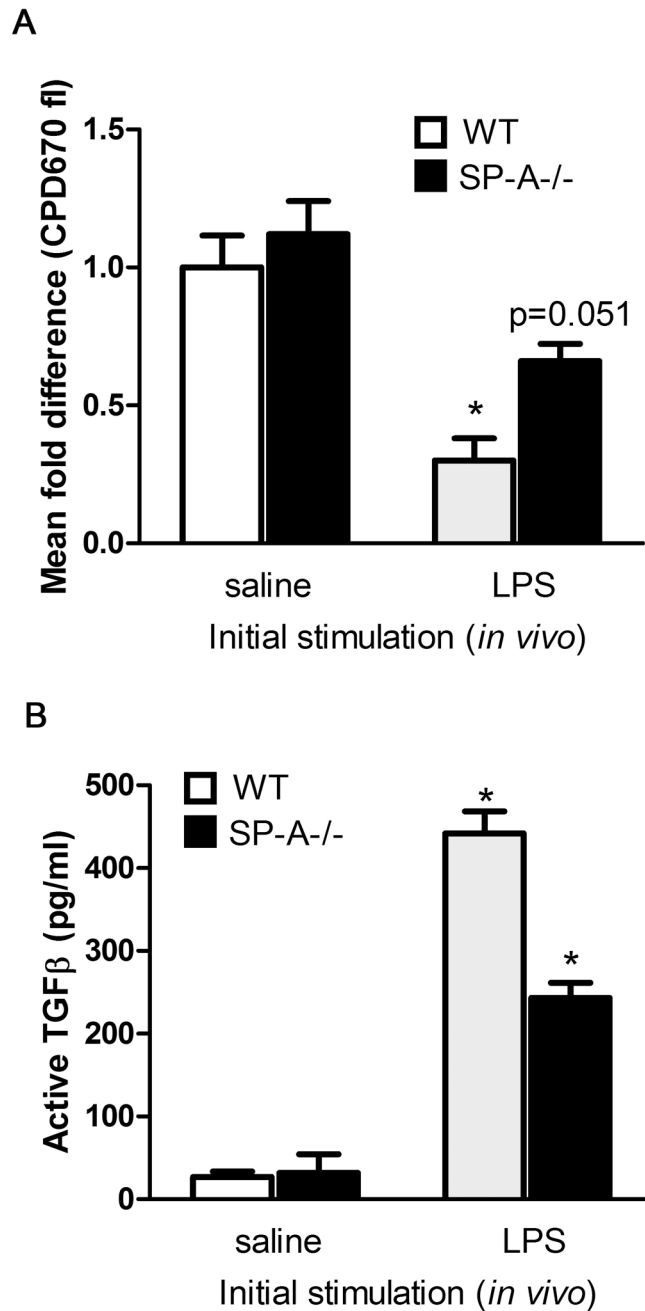 A
Mean fold difference (CPD670 fl)
1.5
1.0
0.5
0.0
WT
SP-A-/-
p=0.051
*
saline LPS
Initial stimulation (in vivo)
B
Active TGFβ (pg/ml)
500
400
300
200
100
0
WT
SP-A-/-
*
*
saline LPS
Initial stimulation (in vivo)